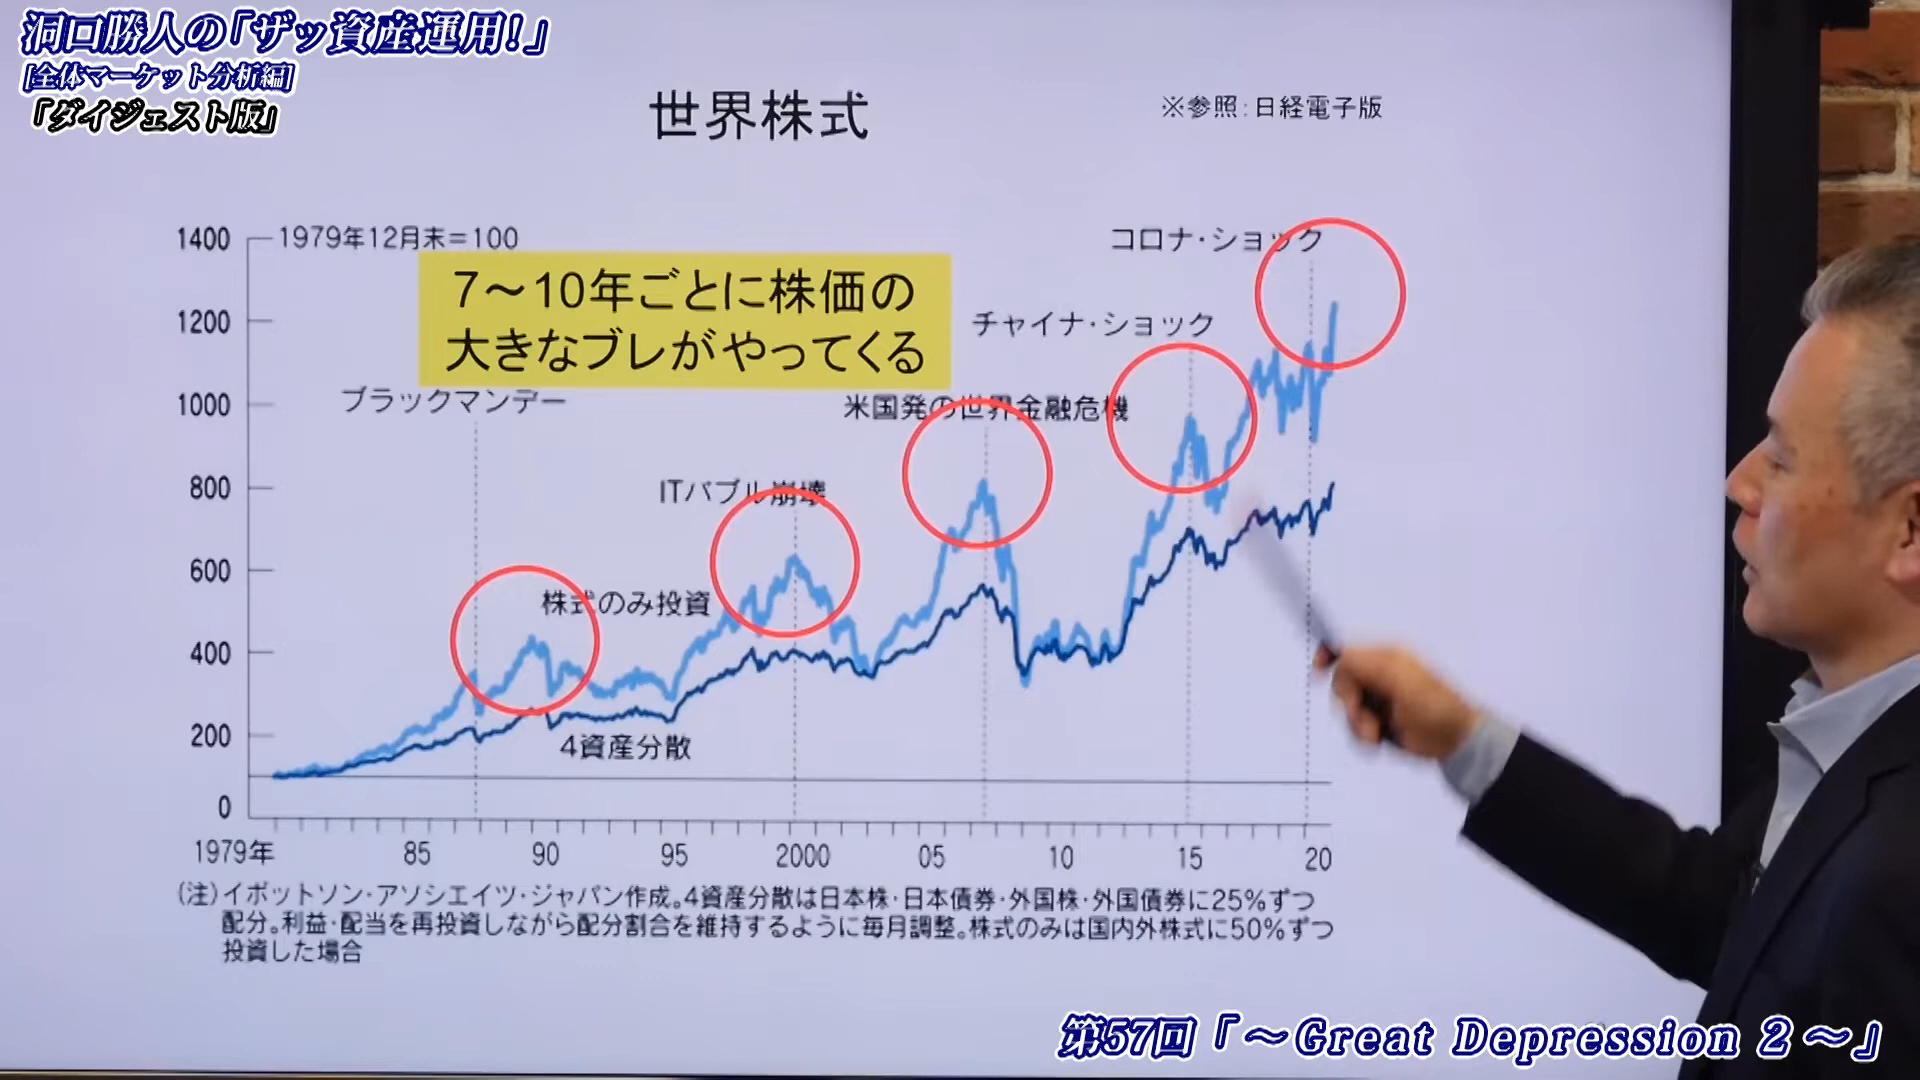 洞口勝人の「ザッ資産運用！」
[全体マーケット分析編]
「ダイジェスト版」
世界株式
※参照：日経電子版
1400
1979年12月末＝100
コロナ・ショック
7～10年ごとに株価の
大きなブレがやってくる
1200
チャイナ・ショック
1000
ブラックマンデー
米国発の世界金融危機
800
ITバブル崩壊
600
株式のみ投資
400
200
4資産分散
0
1979年 85 90 95 2000 05 10 15 20
(注)イボットソン・アソシエイツ・ジャパン作成。4資産分散は日本株・日本債券・外国株・外国債券に25%ずつ
配分。利益・配当を再投資しながら配分割合を維持するように毎月調整。株式のみは国内外株式に50%ずつ
投資した場合
第57回「～Great Depression 2～」